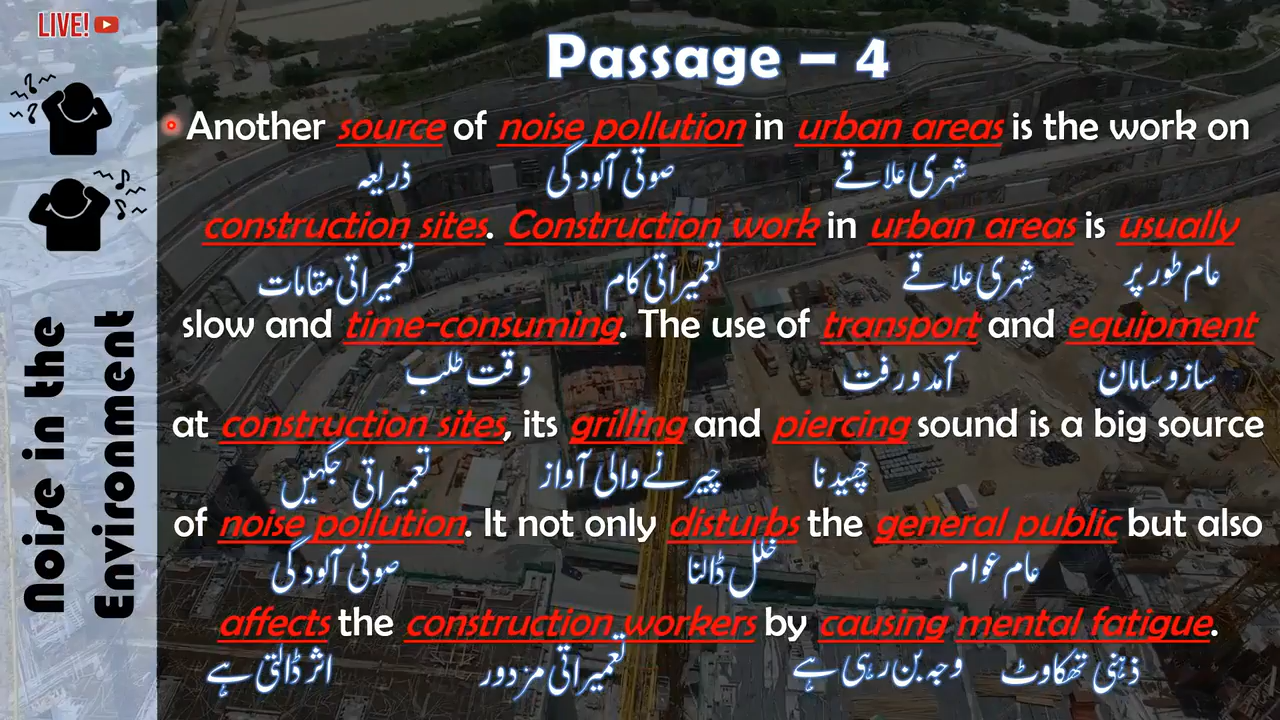 LIVE!
Passage – 4
Another source of noise pollution in urban areas is the work on
ذریعہ صوتی آلودگی شہری علاقے
construction sites. Construction work in urban areas is usually
تعمیراتی مقامات تعمیراتی کام شہری علاقے عام طور پر
slow and time-consuming. The use of transport and equipment
وقت طلب آمدورفت سازوسامان
at construction sites, its grilling and piercing sound is a big source
تعمیراتی جگہیں چیرنے والی آواز چھیدنا
of noise pollution. It not only disturbs the general public but also
صوتی آلودگی خلل ڈالنا عام عوام
affects the construction workers by causing mental fatigue.
اثر ڈالتی ہے تعمیراتی مزدور وجہ بن رہی ہے ذہنی تھکاوٹ
Noise in the
Environment